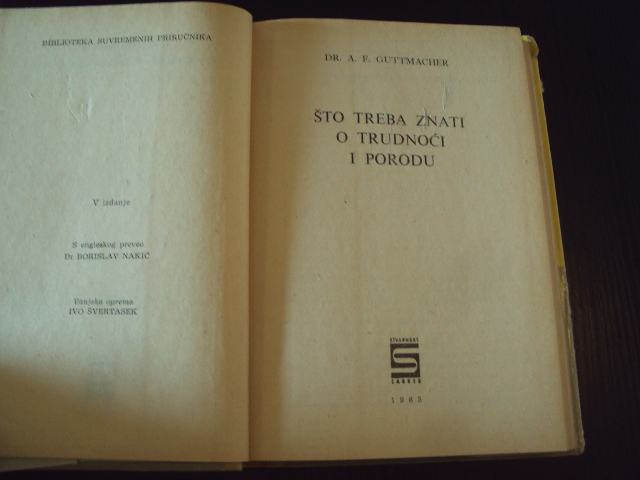 BIBLIOTEKA SUVREMENIH PRIRUČNIKA
V izdanje
S engleskog preveo
Dr BORISLAV NAKIĆ
Vanjska oprema
IVO ŠVERTASEK
DR. A. F. GUTTMACHER
ŠTO TREBA ZNATI
O TRUDNOĆI
I PORODU
STVARNOST
S
ZAGREB
1963